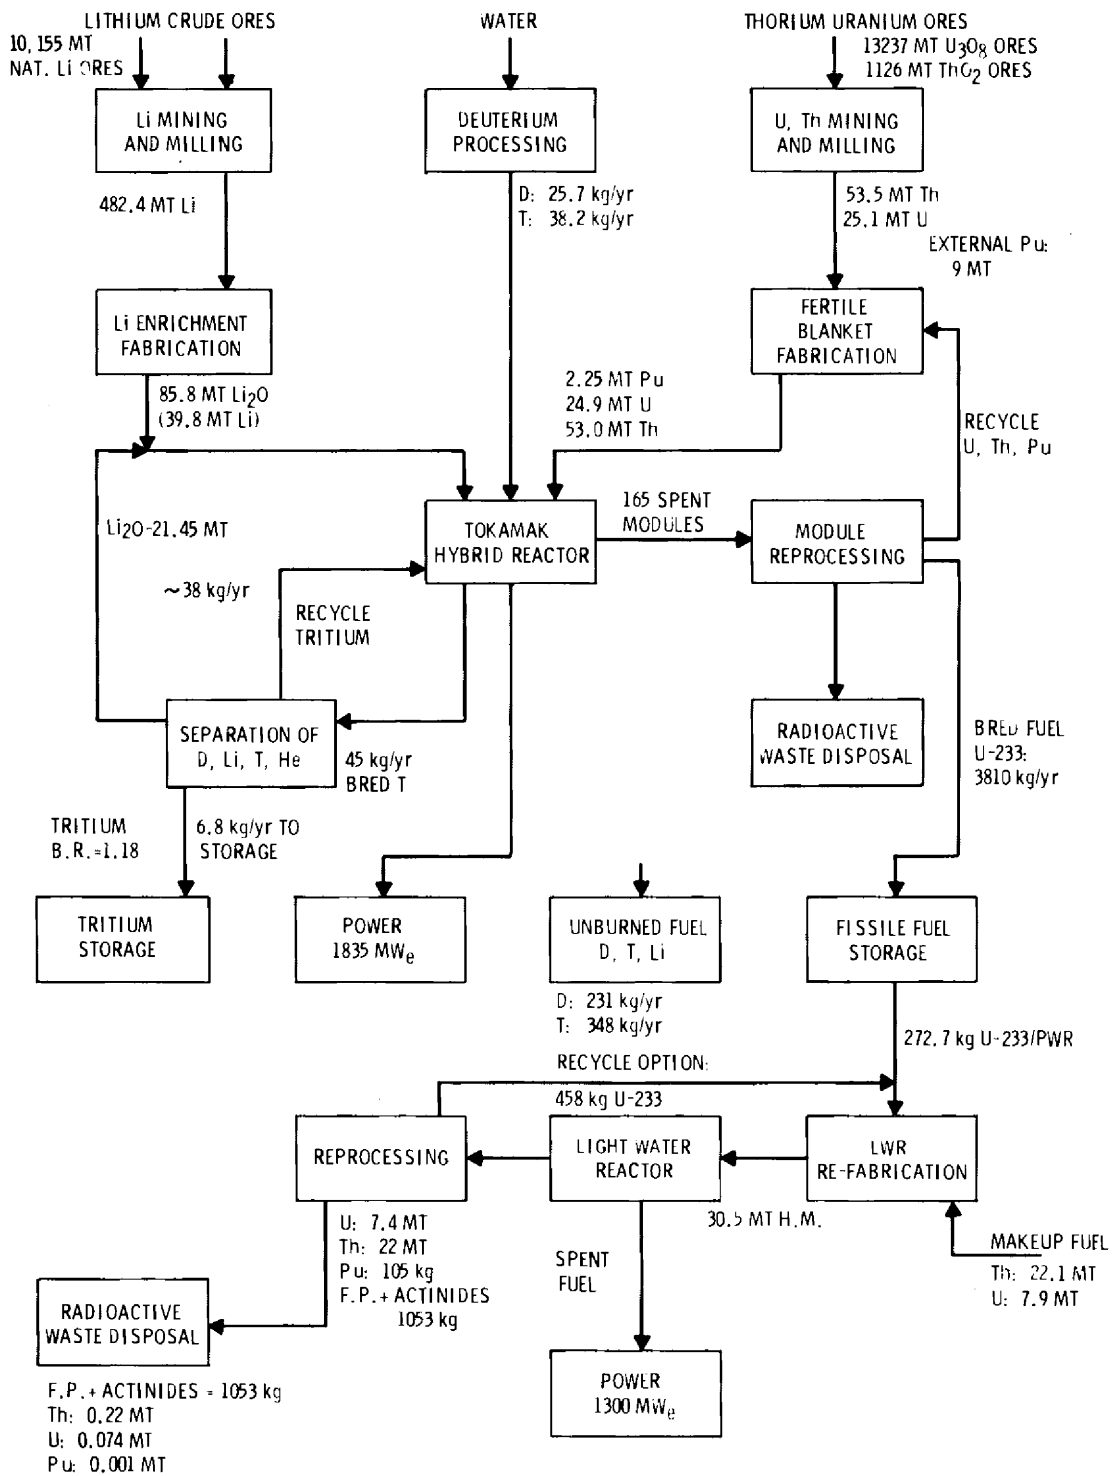 LITHIUM CRUDE ORES
10,155 MT
NAT. Li ORES
WATER
THORIUM URANIUM ORES
13237 MT U3O8 ORES
1126 MT ThO2 ORES
Li MINING
AND MILLING
DEUTERIUM
PROCESSING
U, Th MINING
AND MILLING
482.4 MT Li
D: 25.7 kg/yr
T: 38.2 kg/yr
53.5 MT Th
25.1 MT U
EXTERNAL Pu:
9 MT
Li ENRICHMENT
FABRICATION
FERTILE
BLANKET
FABRICATION
85.8 MT Li2O
(39.8 MT Li)
2.25 MT Pu
24.9 MT U
53.0 MT Th
RECYCLE
U, Th, Pu
Li2O-21.45 MT
TOKAMAK
HYBRID REACTOR
165 SPENT
MODULES
MODULE
REPROCESSING
~38 kg/yr
RECYCLE
TRITIUM
SEPARATION OF
D, Li, T, He
45 kg/yr
BRED T
RADIOACTIVE
WASTE DISPOSAL
BRED FUEL
U-233:
3810 kg/yr
TRITIUM
B.R.=1.18
6.8 kg/yr TO
STORAGE
TRITIUM
STORAGE
POWER
1835 MWe
UNBURNED FUEL
D, T, Li
FISSILE FUEL
STORAGE
D: 231 kg/yr
T: 348 kg/yr
272.7 kg U-233/PWR
RECYCLE OPTION:
458 kg U-233
REPROCESSING
LIGHT WATER
REACTOR
LWR
RE-FABRICATION
30.5 MT H.M.
U: 7.4 MT
Th: 22 MT
Pu: 105 kg
F.P.+ ACTINIDES
1053 kg
SPENT
FUEL
MAKEUP FUEL
Th: 22.1 MT
U: 7.9 MT
RADIOACTIVE
WASTE DISPOSAL
POWER
1300 MWe
F.P.+ ACTINIDES = 1053 kg
Th: 0.22 MT
U: 0.074 MT
Pu: 0.001 MT